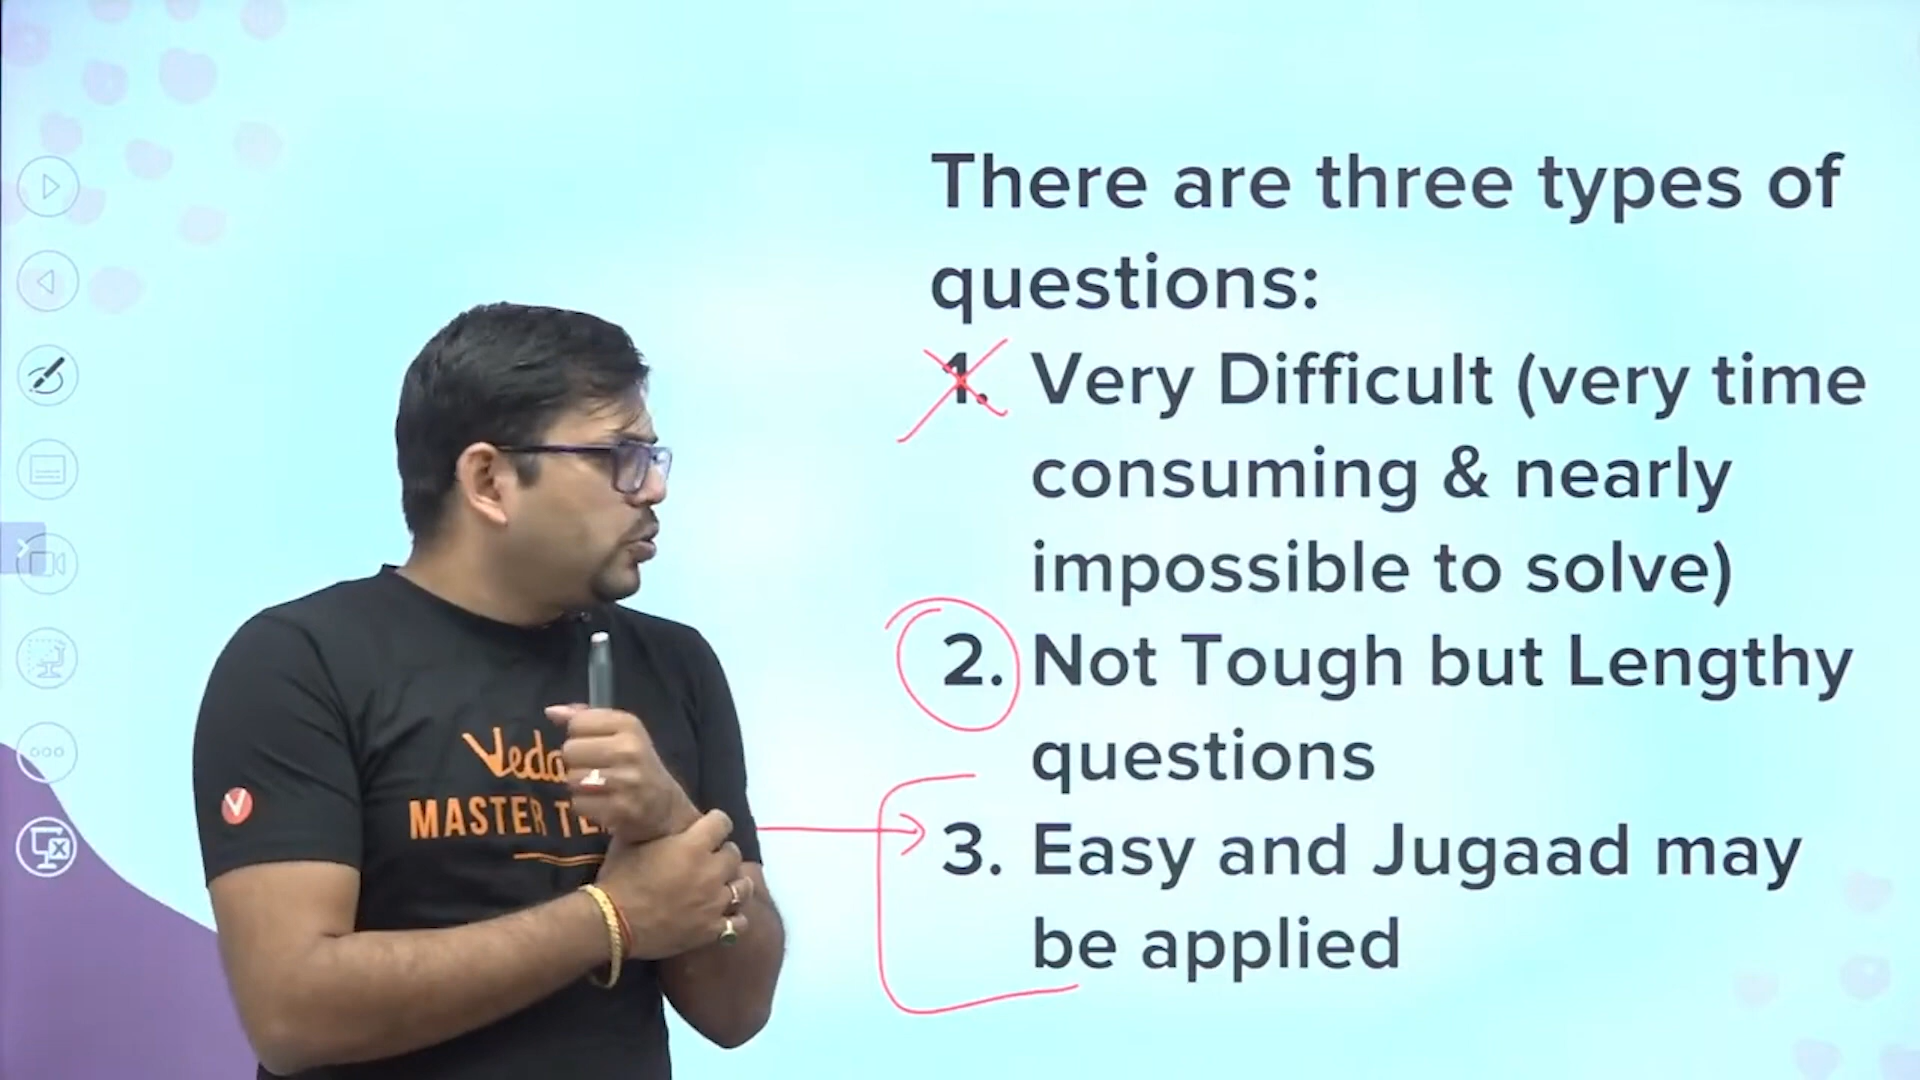 There are three types of
questions:
1. Very Difficult (very time
consuming & nearly
impossible to solve)
2. Not Tough but Lengthy
questions
3. Easy and Jugaad may
be applied
V
MASTER